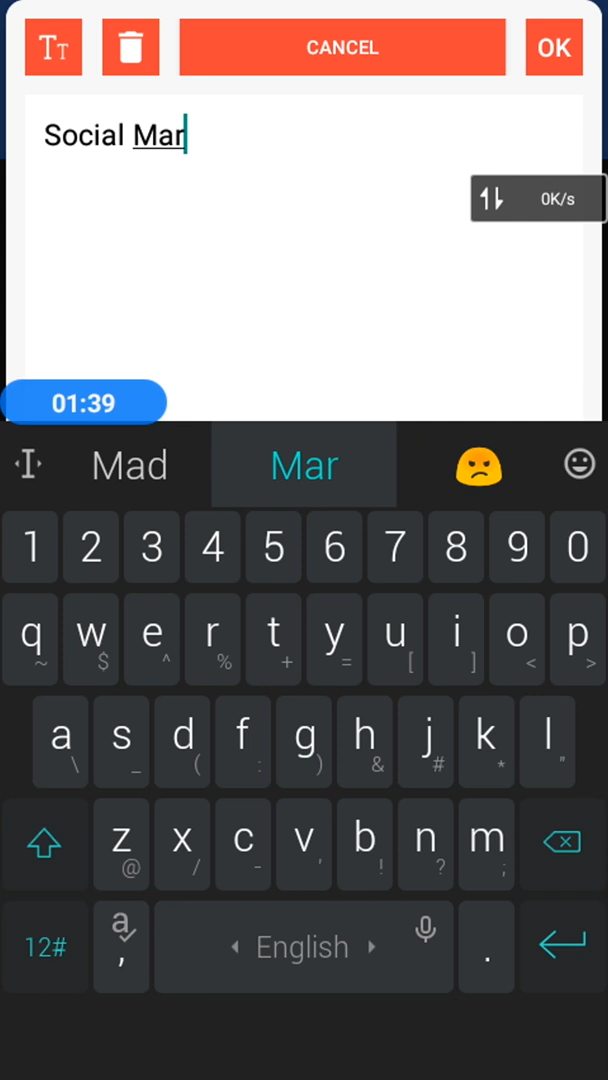 TT CANCEL OK
Social Mar
0K/s
01:39
Mad Mar
1 2 3 4 5 6 7 8 9 0
q w e r t y u i o p
~ $ ^ % + = [ ] < >
a s d f g h j k l
\ _ ( : ) & # * "
z x c v b n m
@ / - ' ! ? ;
12# a , English .